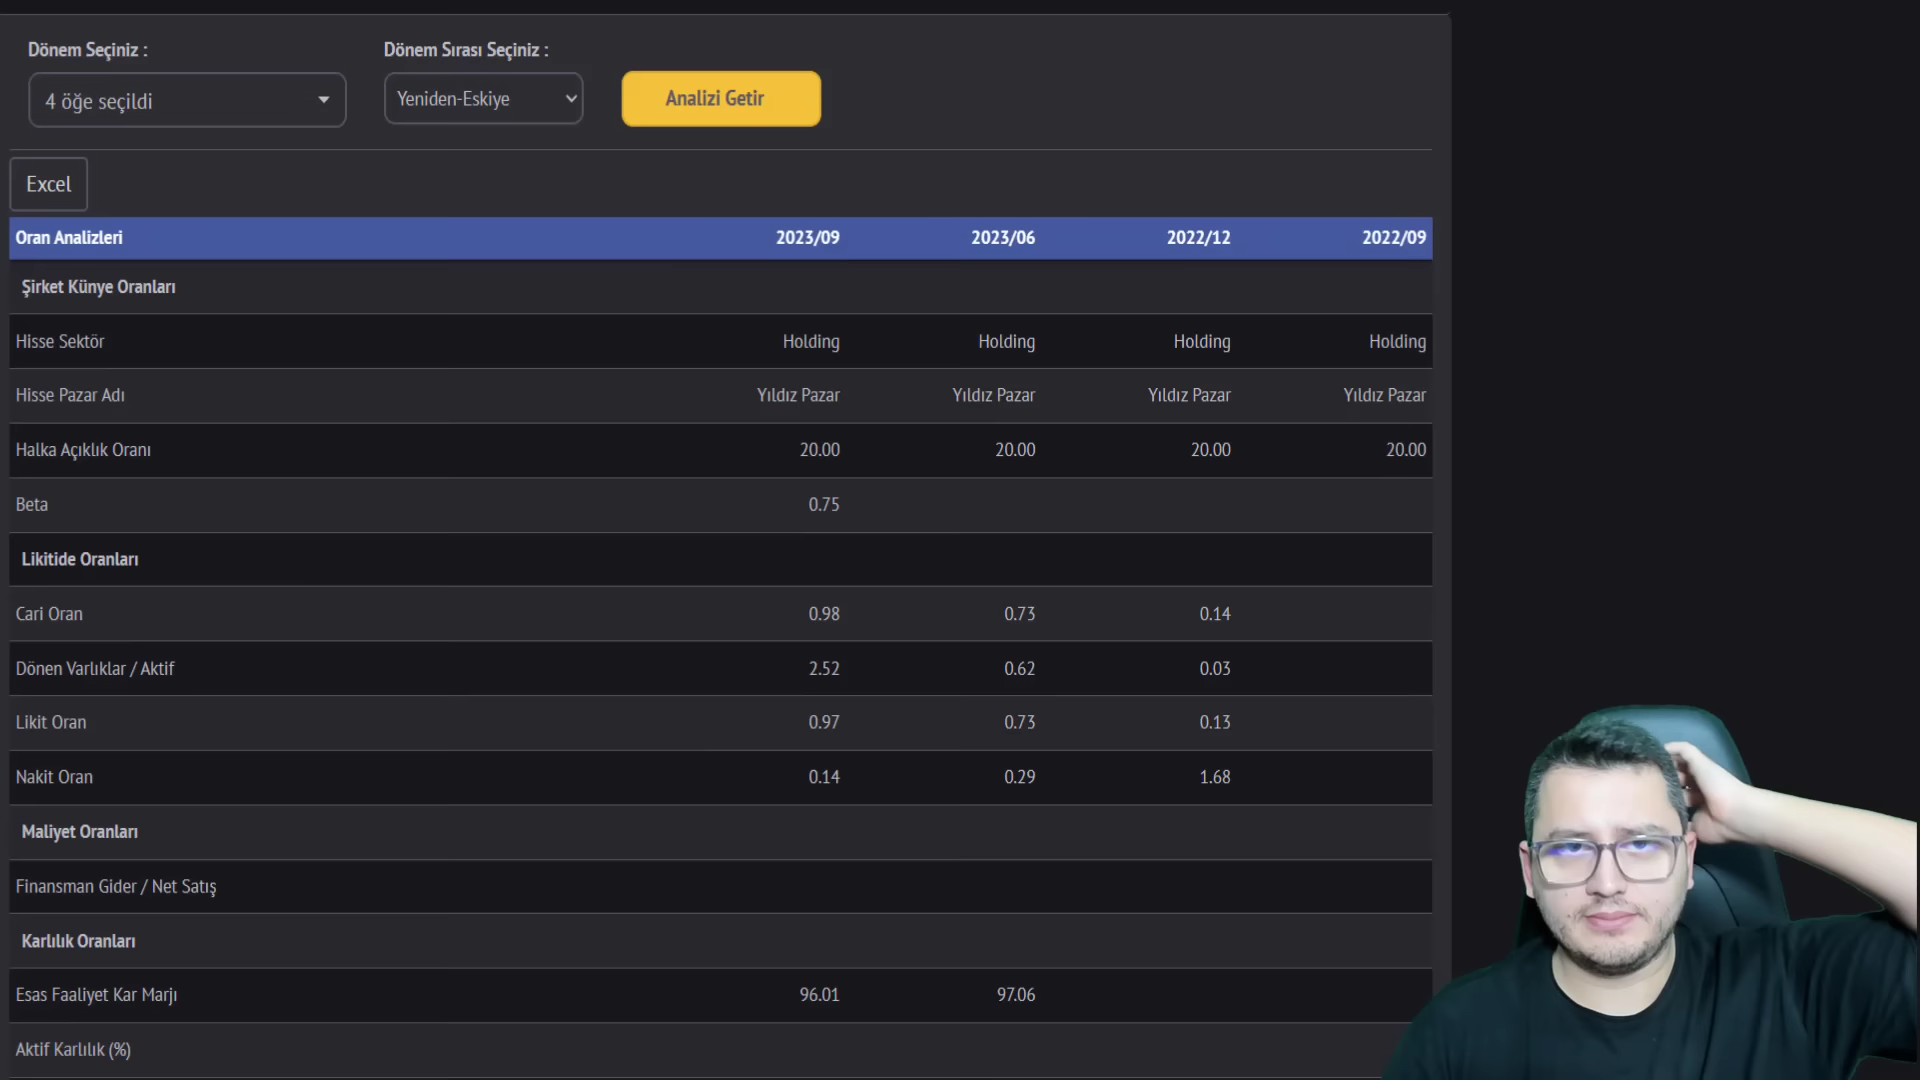 Dönem Seçiniz : Dönem Sırası Seçiniz :
4 öğe seçildi Yeniden-Eskiye Analizi Getir
Excel
Oran Analizleri 2023/09 2023/06 2022/12 2022/09
Şirket Künye Oranları
Hisse Sektör Holding Holding Holding Holding
Hisse Pazar Adı Yıldız Pazar Yıldız Pazar Yıldız Pazar Yıldız Pazar
Halka Açıklık Oranı 20.00 20.00 20.00 20.00
Beta 0.75
Likitide Oranları
Cari Oran 0.98 0.73 0.14
Dönen Varlıklar / Aktif 2.52 0.62 0.03
Likit Oran 0.97 0.73 0.13
Nakit Oran 0.14 0.29 1.68
Maliyet Oranları
Finansman Gider / Net Satış
Karlılık Oranları
Esas Faaliyet Kar Marjı 96.01 97.06
Aktif Karlılık (%)